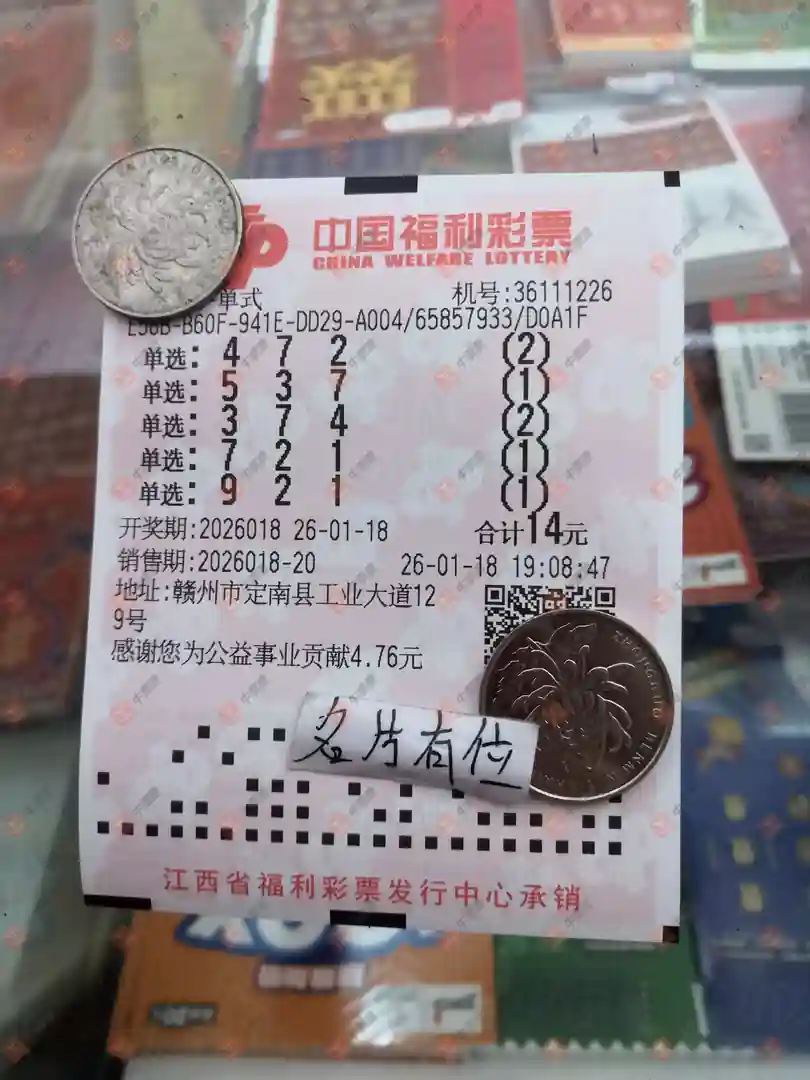 中国福利彩票
CHINA WELFARE LOTTERY
单式 机号:36111226
E56B-B60F-941E-DD29-A004/65857933/D0A1F
单选: 4 7 2 (2)
单选: 5 3 7 (1)
单选: 3 7 4 (2)
单选: 7 2 1 (1)
单选: 9 2 1 (1)
开奖期:2026018 26-01-18 合计14元
销售期:2026018-20 26-01-18 19:08:47
地址:赣州市定南县工业大道12
9号
感谢您为公益事业贡献4.76元
名片有位
江西省福利彩票发行中心承销